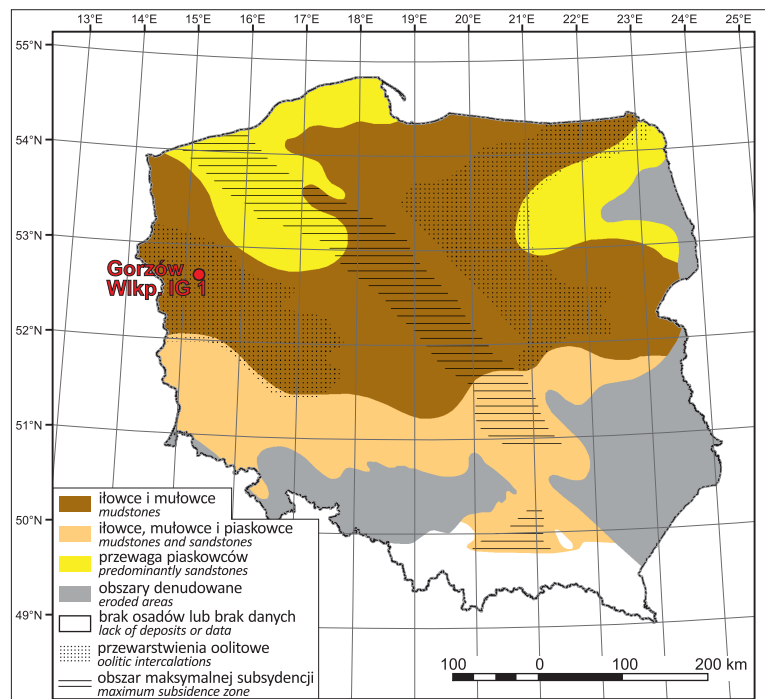 13°E 14°E 15°E 16°E 17°E 18°E 19°E 20°E 21°E 22°E 23°E 24°E 25°E
55°N
54°N
53°N
52°N
51°N
50°N
49°N
Gorzów
Wlkp. IG 1
iłowce i mułowce
mudstones
iłowce, mułowce i piaskowce
mudstones and sandstones
przewaga piaskowców
predominantly sandstones
obszary denudowane
eroded areas
brak osadów lub brak danych
lack of deposits or data
przewarstwienia oolitowe
oolitic intercalations
obszar maksymalnej subsydencji
maximum subsidence zone
100 0 100 200 km